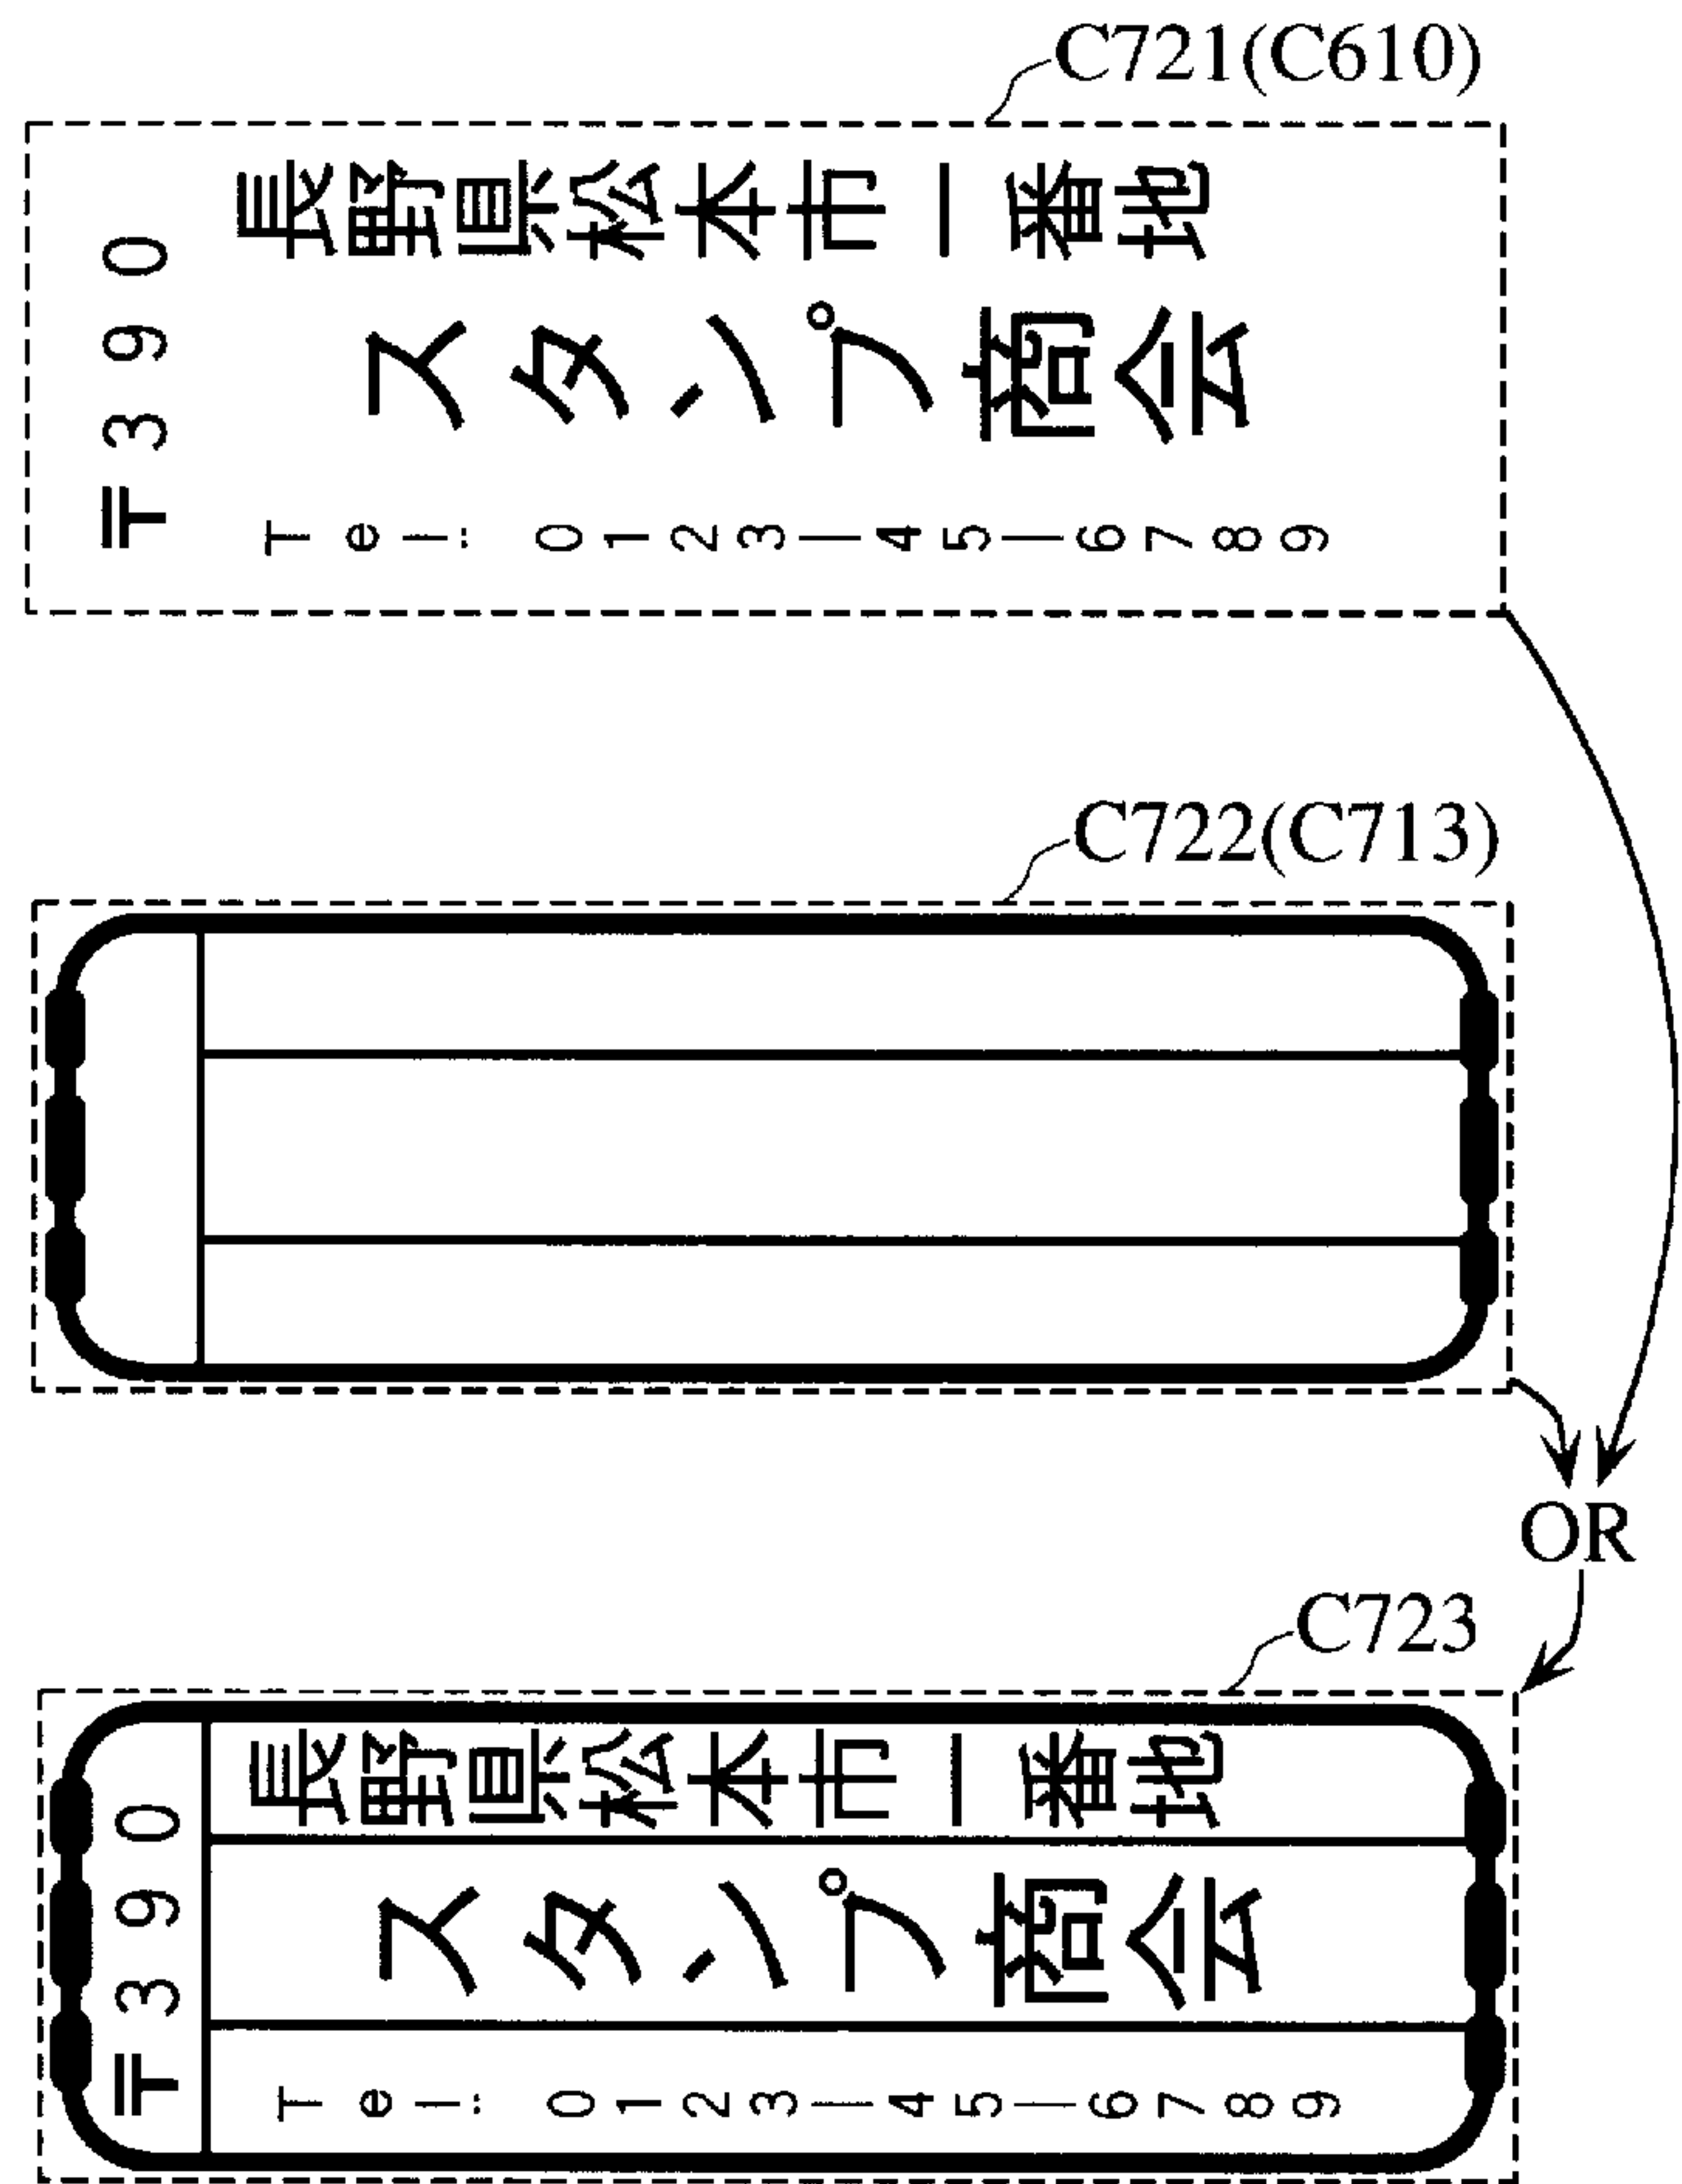 C721(C610)
〒390
長野県松本市一番地
スタンプ商会
Tel: 0123-45-6789
C722(C713)
OR
C723
〒390
長野県松本市一番地
スタンプ商会
Tel: 0123-45-6789